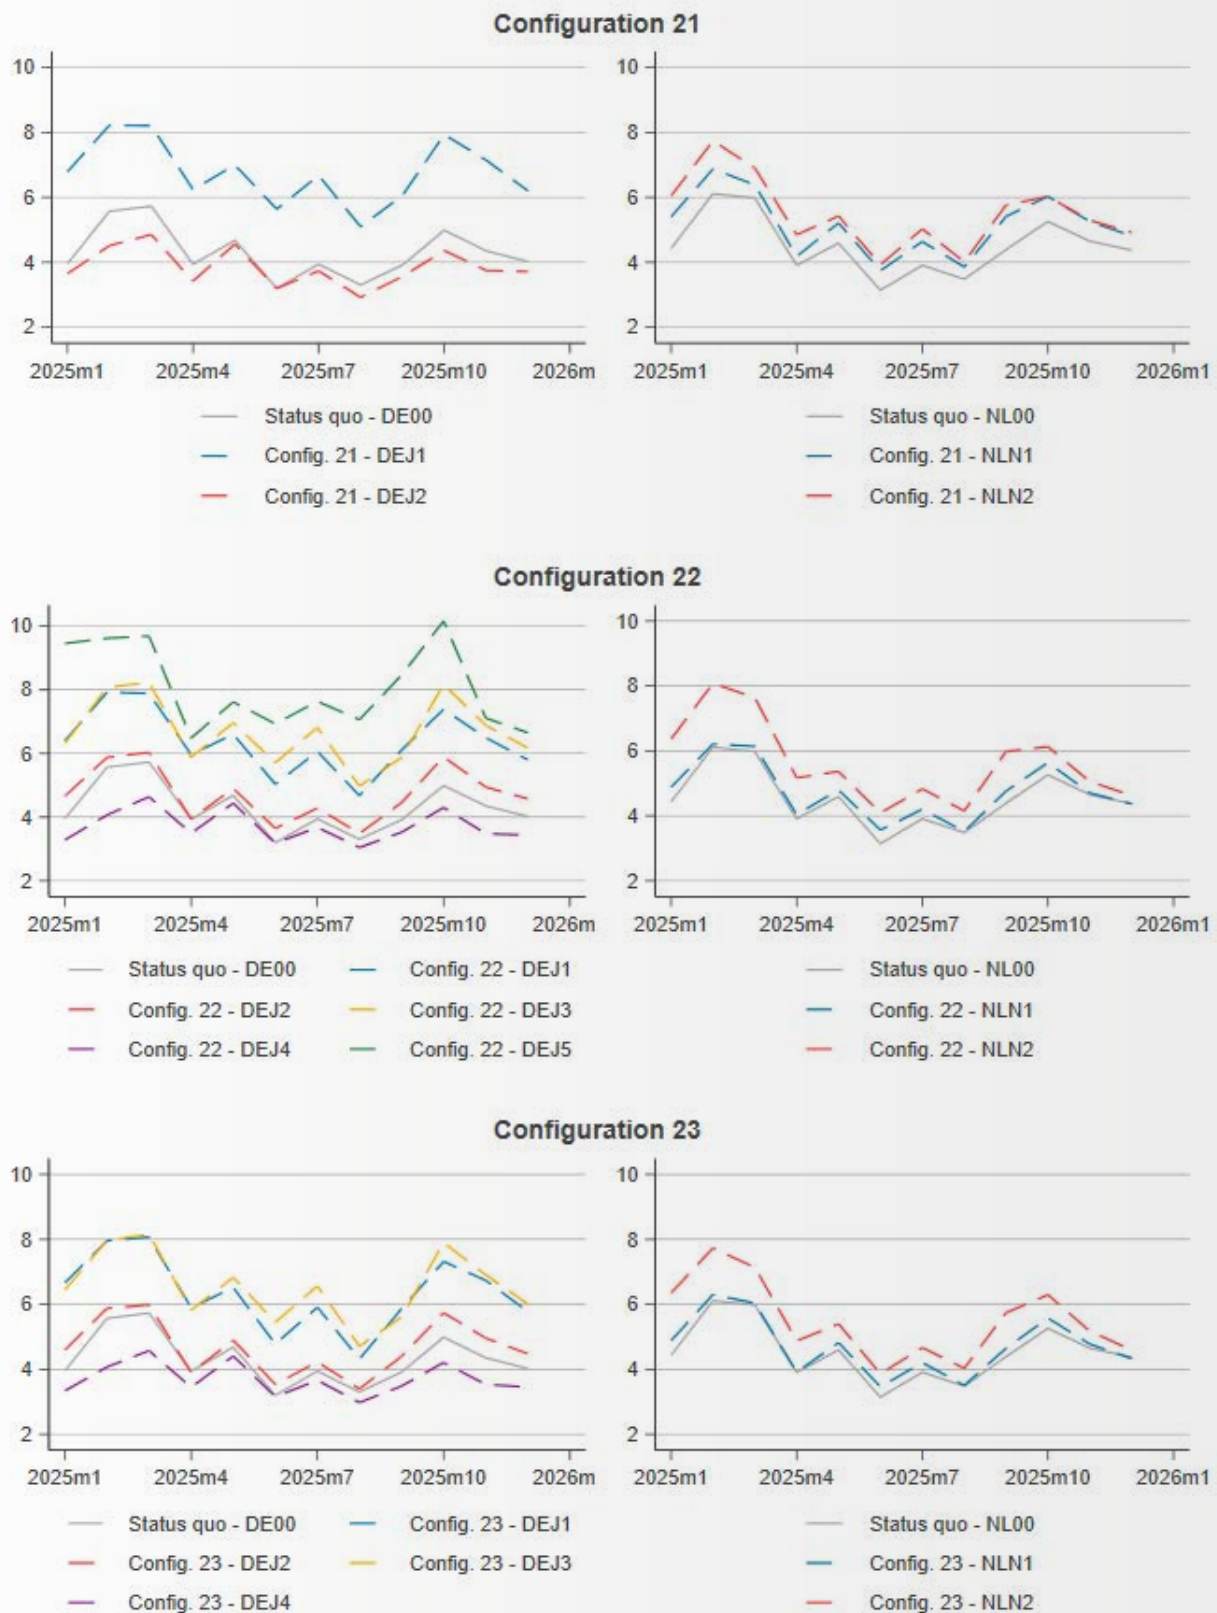 Configuration 21
10
8
6
4
2
2025m1 2025m4 2025m7 2025m10 2026m
Status quo - DE00
Config. 21 - DEJ1
Config. 21 - DEJ2
10
8
6
4
2
2025m1 2025m4 2025m7 2025m10 2026m1
Status quo - NL00
Config. 21 - NLN1
Config. 21 - NLN2
Configuration 22
10
8
6
4
2
2025m1 2025m4 2025m7 2025m10 2026m
Status quo - DE00 Config. 22 - DEJ1
Config. 22 - DEJ2 Config. 22 - DEJ3
Config. 22 - DEJ4 Config. 22 - DEJ5
10
8
6
4
2
2025m1 2025m4 2025m7 2025m10 2026m1
Status quo - NL00
Config. 22 - NLN1
Config. 22 - NLN2
Configuration 23
10
8
6
4
2
2025m1 2025m4 2025m7 2025m10 2026m
Status quo - DE00 Config. 23 - DEJ1
Config. 23 - DEJ2 Config. 23 - DEJ3
Config. 23 - DEJ4
10
8
6
4
2
2025m1 2025m4 2025m7 2025m10 2026m1
Status quo - NL00
Config. 23 - NLN1
Config. 23 - NLN2